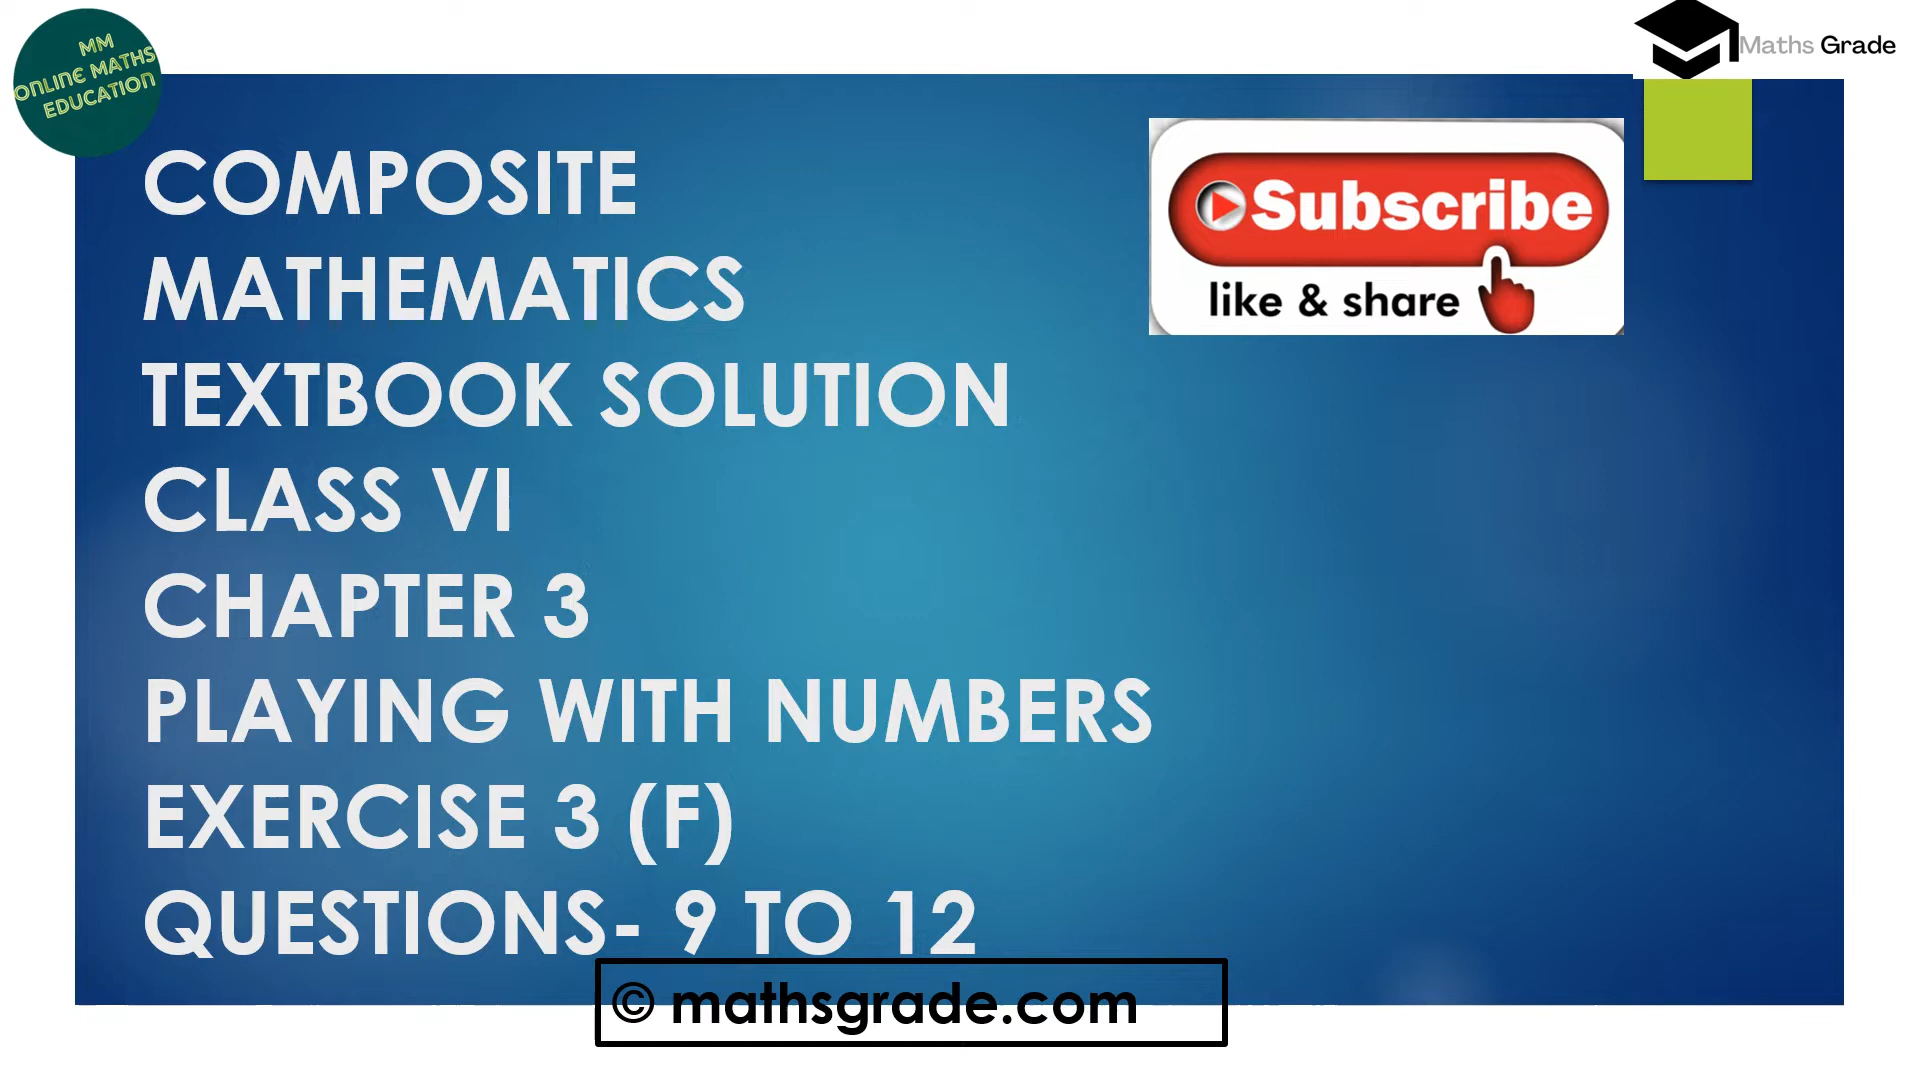 MM
ONLINE MATHS
EDUCATION
Maths Grade
COMPOSITE
MATHEMATICS
TEXTBOOK SOLUTION
CLASS VI
CHAPTER 3
PLAYING WITH NUMBERS
EXERCISE 3 (F)
QUESTIONS- 9 TO 12
Subscribe
like & share
© mathsgrade.com